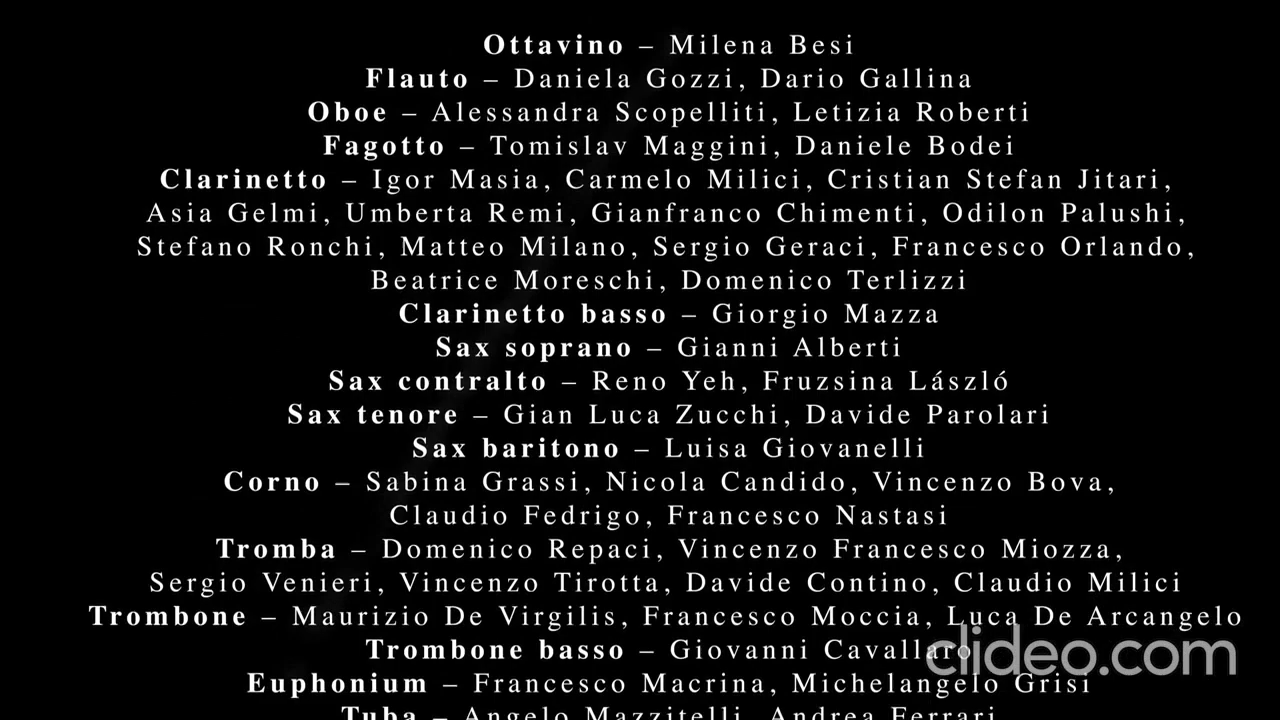 Ottavino – Milena Besi
Flauto – Daniela Gozzi, Dario Gallina
Oboe – Alessandra Scopelliti, Letizia Roberti
Fagotto – Tomislav Maggini, Daniele Bodei
Clarinetto – Igor Masia, Carmelo Milici, Cristian Stefan Jitari,
Asia Gelmi, Umberta Remi, Gianfranco Chimenti, Odilon Palushi,
Stefano Ronchi, Matteo Milano, Sergio Geraci, Francesco Orlando,
Beatrice Moreschi, Domenico Terlizzi
Clarinetto basso – Giorgio Mazza
Sax soprano – Gianni Alberti
Sax contralto – Reno Yeh, Fruzsina László
Sax tenore – Gian Luca Zucchi, Davide Parolari
Sax baritono – Luisa Giovanelli
Corno – Sabina Grassi, Nicola Candido, Vincenzo Bova,
Claudio Fedrigo, Francesco Nastasi
Tromba – Domenico Repaci, Vincenzo Francesco Miozza,
Sergio Venieri, Vincenzo Tirotta, Davide Contino, Claudio Milici
Trombone – Maurizio De Virgilis, Francesco Moccia, Luca De Arcangelo
Trombone basso – Giovanni Cavallaro
clideo.com
Euphonium – Francesco Macrina, Michelangelo Grisi
Tuba – Angelo Mazzitelli, Andrea Ferrari